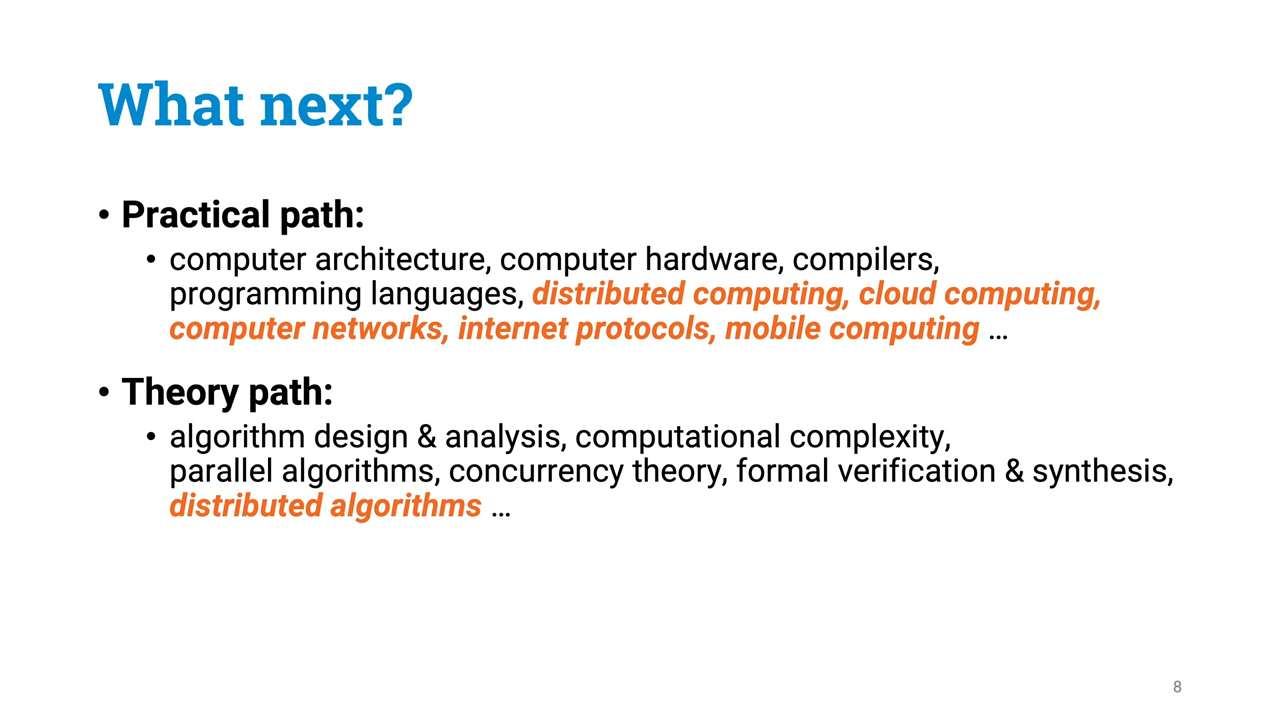 What next?
• Practical path:
• computer architecture, computer hardware, compilers,
programming languages, distributed computing, cloud computing,
computer networks, internet protocols, mobile computing …
• Theory path:
• algorithm design & analysis, computational complexity,
parallel algorithms, concurrency theory, formal verification & synthesis,
distributed algorithms …
8